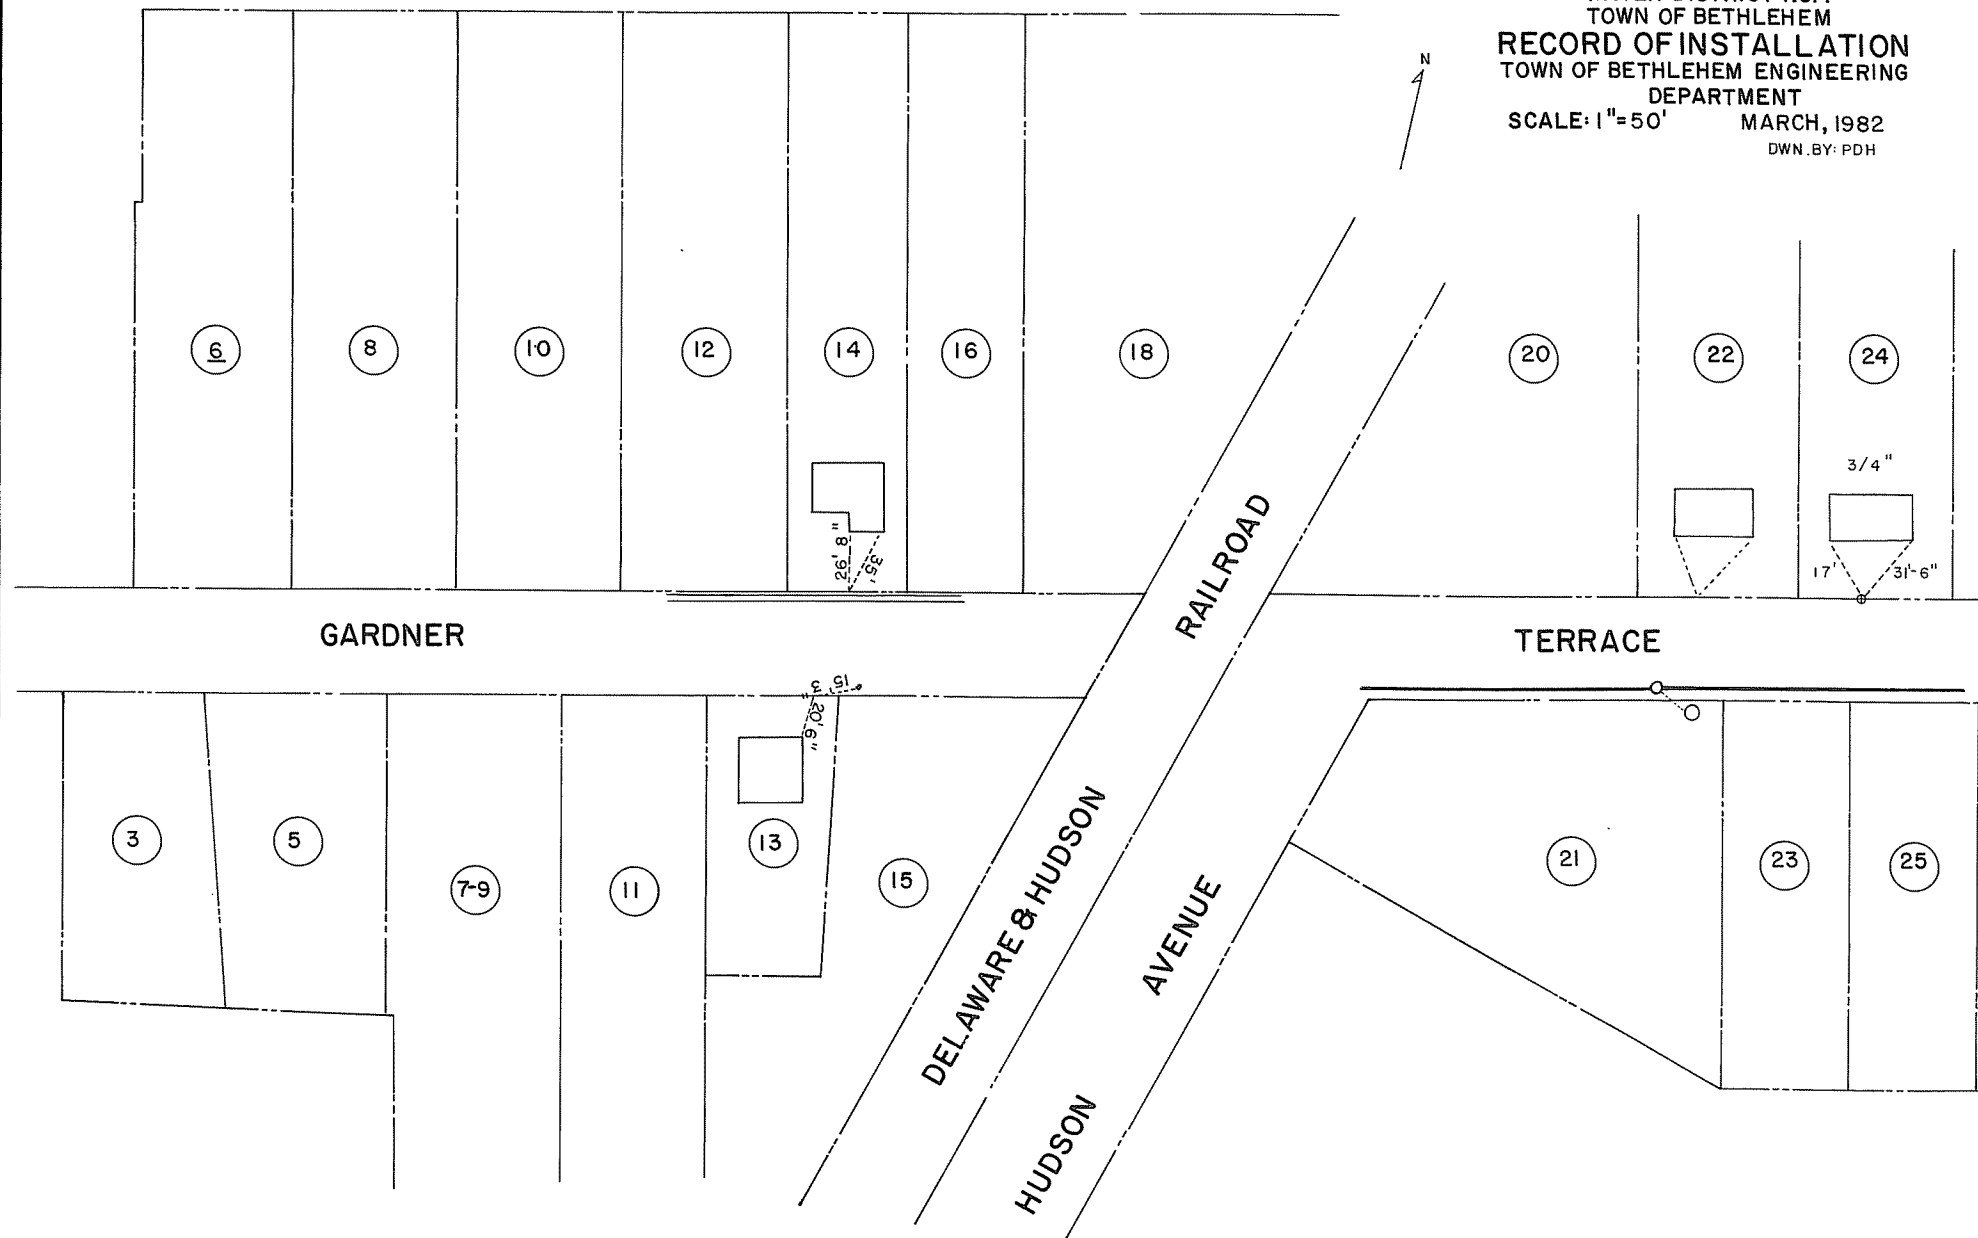 TOWN OF BETHLEHEM
RECORD OF INSTALLATION
TOWN OF BETHLEHEM ENGINEERING
DEPARTMENT
SCALE: 1"=50' MARCH, 1982
DWN. BY: PDH
N
6
8
10
12
14
16
18
20
22
24
3/4"
26' 8"
35'
17'
31'-6"
GARDNER
TERRACE
RAILROAD
15' 3"
20' 6"
3
5
7-9
11
13
15
DELAWARE & HUDSON
HUDSON
AVENUE
21
23
25